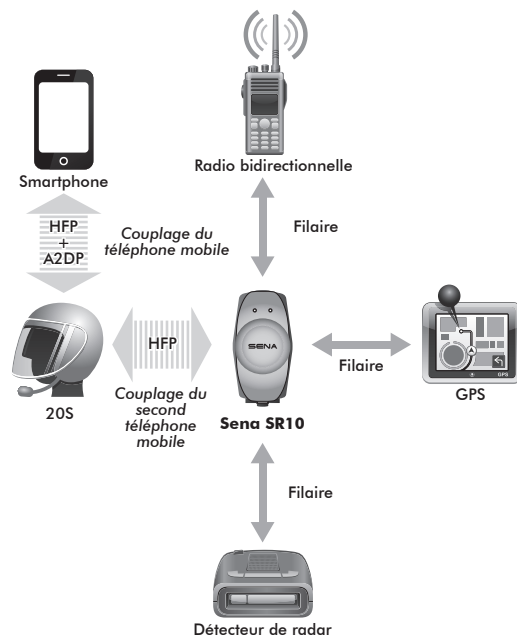 Smartphone
Radio bidirectionnelle
HFP
+
A2DP
Couplage du
téléphone mobile
Filaire
HFP
SENA
Filaire
GPS
GPS
20S
Couplage du
second
téléphone
mobile
Sena SR10
Filaire
Détecteur de radar